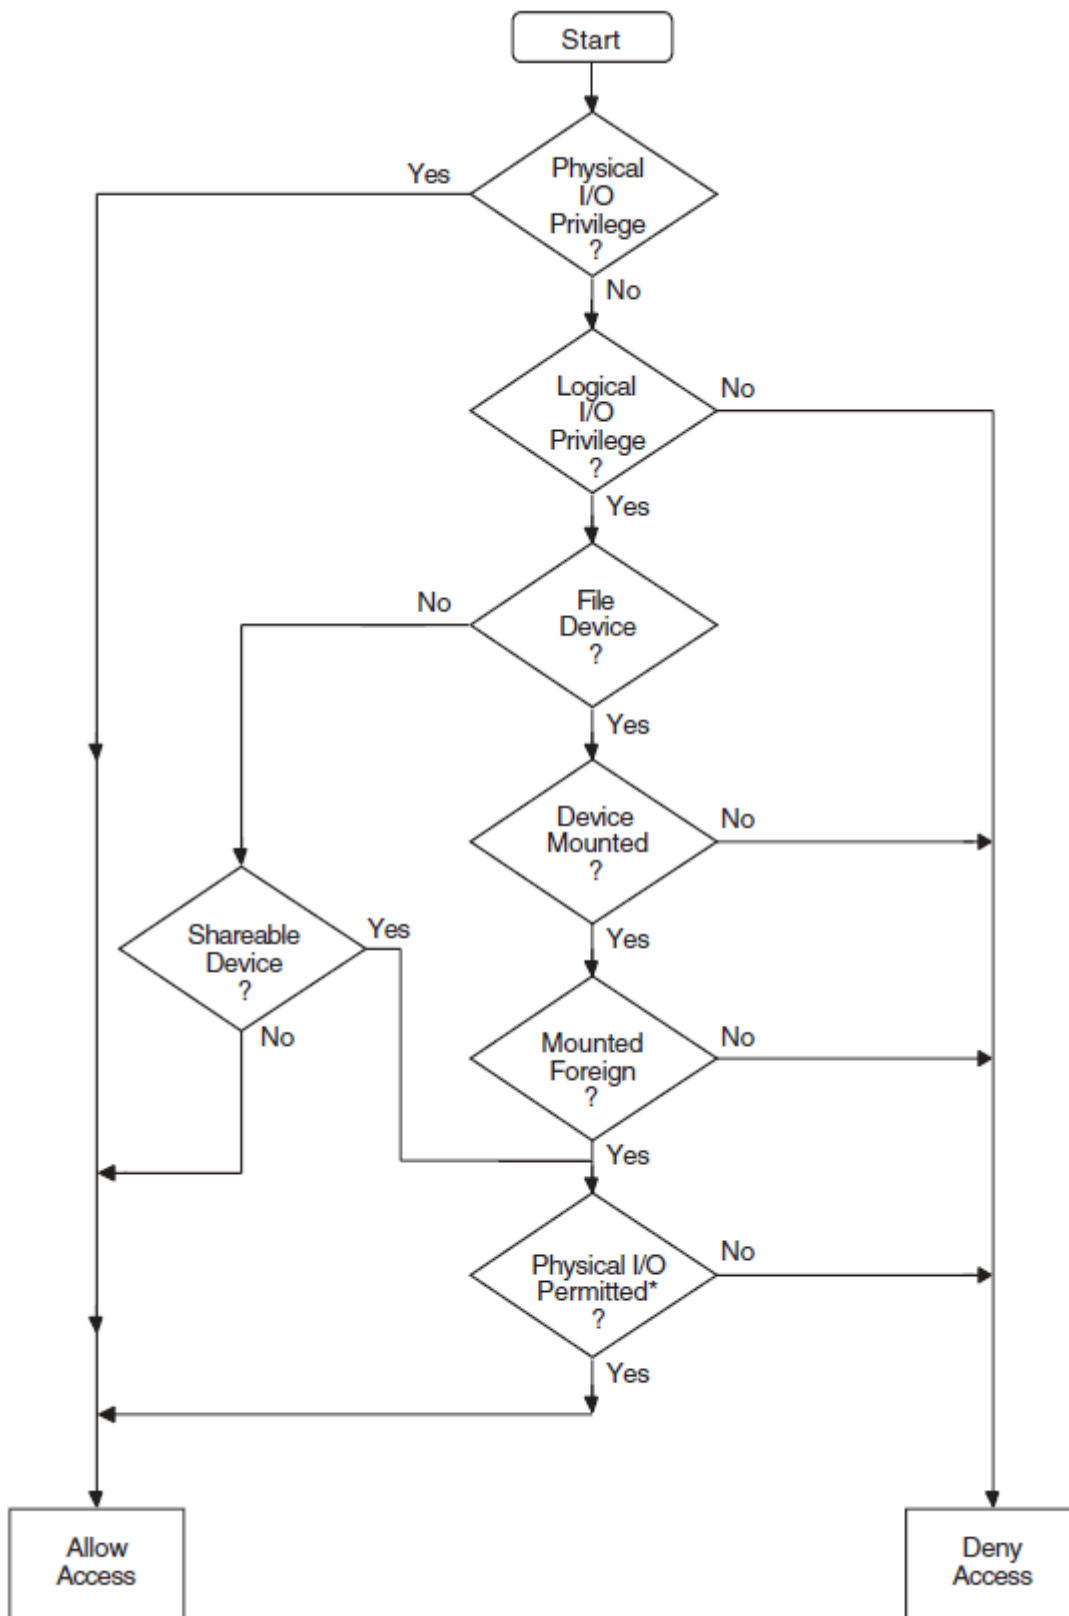 Start
Yes
Physical
I/O
Privilege
?
No
Logical
I/O
Privilege
?
No
Yes
File
Device
?
No
Yes
Device
Mounted
?
No
Yes
Shareable
Device
?
Yes
No
Mounted
Foreign
?
No
Yes
Physical I/O
Permitted*
?
No
Yes
Allow
Access
Deny
Access